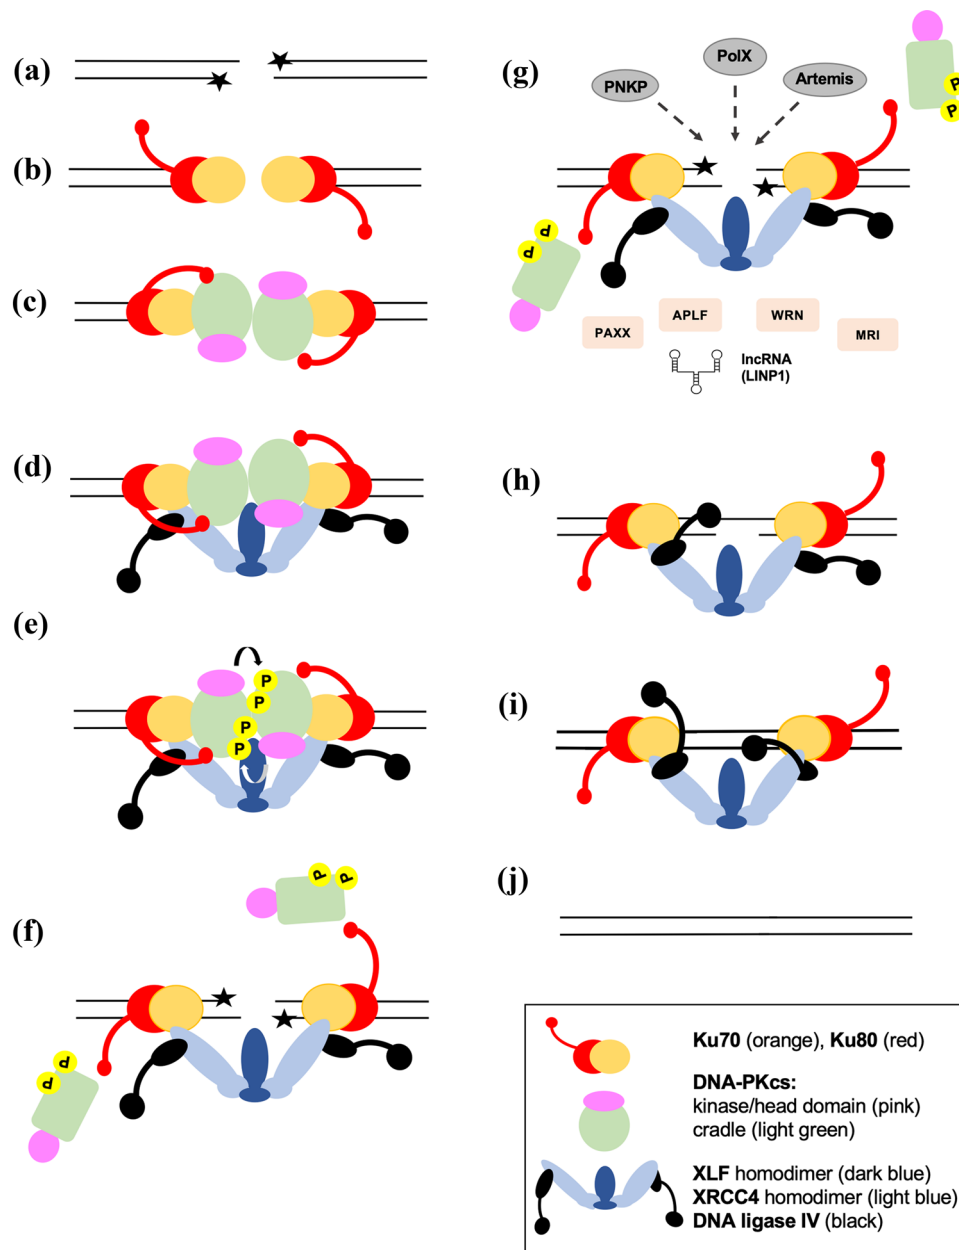 (a)
(b)
(c)
(d)
(e)
P
P
P
P
(f)
P
P
P
P
(g)
PNKP
PolX
Artemis
P
P
P
P
PAXX
APLF
WRN
MRI
lncRNA
(LINP1)
(h)
(i)
(j)
Ku70 (orange), Ku80 (red)
DNA-PKcs:
kinase/head domain (pink)
cradle (light green)
XLF homodimer (dark blue)
XRCC4 homodimer (light blue)
DNA ligase IV (black)